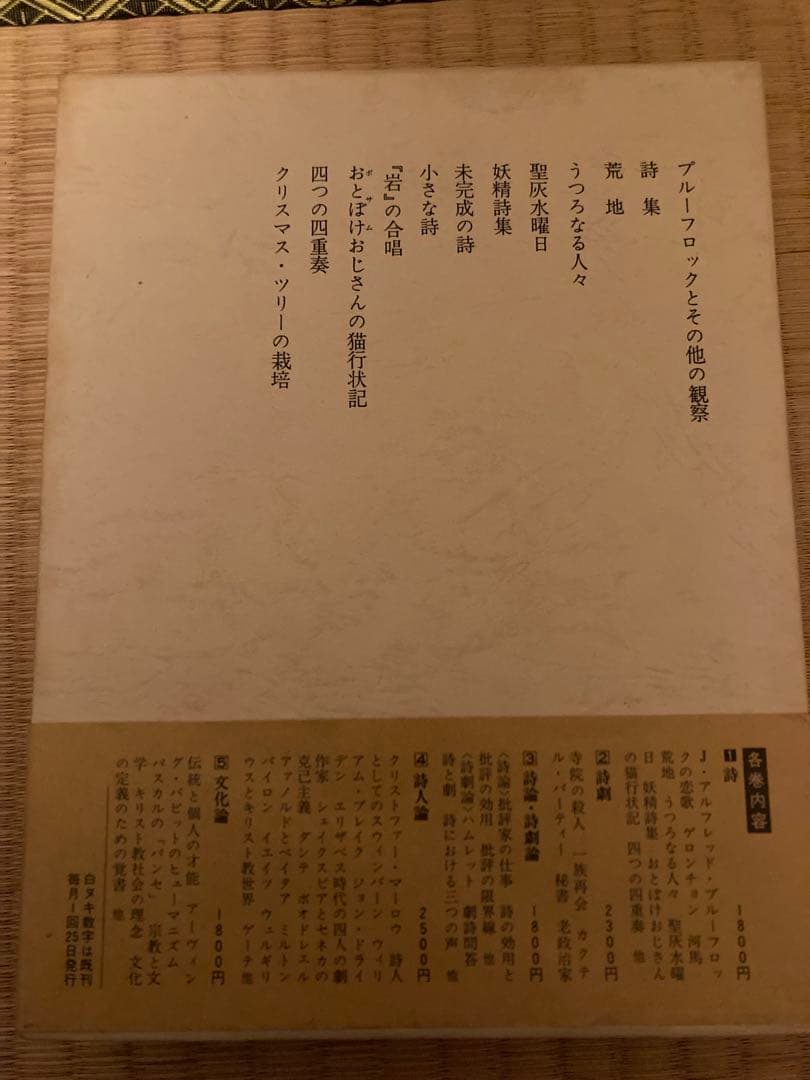 プルーフロックとその他の観察
詩集
荒地
うつろなる人々
聖灰水曜日
妖精詩集
未完成の詩
小さな詩
『岩』の合唱
おとぼけおじさんの猫行状記
ポサム
四つの四重奏
クリスマス・ツリーの栽培
各巻内容
1 詩 1800円
J・アルフレッド・プルーフロッ
クの恋歌 ゲロンチョン 河馬
荒地 うつろなる人々 聖灰水曜
日 妖精詩集 おとぼけおじさん
の猫行状記 四つの四重奏 他
2 詩劇 2300円
寺院の殺人 一族再会 カクテ
ル・パーティー 秘書 老政治家
3 詩論・詩劇論 1800円
〈詩論〉批評家の仕事 詩の効用と
批評の効用 批評の限界線 他
〈詩劇論〉ハムレット 劇詩問答
詩と劇 詩における三つの声 他
4 詩人論 2500円
クリストファー・マーロウ 詩人
としてのスウィンバーン ウィリ
アム・ブレイク ジョン・ドライ
デン エリザベス時代の四人の劇
作家 シェイクスピアとセネカの
克己主義 ダンテ ボオドレエル
アァノルドとペイタア ミルトン
バイロン イエイツ ウェルギリ
ウスとキリスト教世界 ゲーテ 他
5 文化論 1800円
伝統と個人の才能 アーヴィン
グ・バビットのヒューマニズム
パスカルの『パンセ』 宗教と文
学 キリスト教社会の理念 文化
の定義のための覚書 他
白ヌキ数字は既刊
毎月1回25日発行